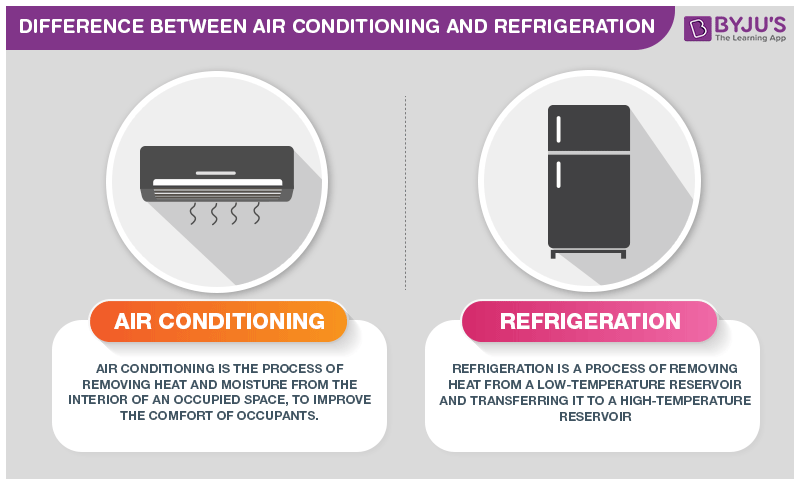 DIFFERENCE BETWEEN AIR CONDITIONING AND REFRIGERATION
BYJU'S
The Learning App
AIR CONDITIONING
AIR CONDITIONING IS THE PROCESS OF
REMOVING HEAT AND MOISTURE FROM THE
INTERIOR OF AN OCCUPIED SPACE, TO IMPROVE
THE COMFORT OF OCCUPANTS.
REFRIGERATION
REFRIGERATION IS A PROCESS OF REMOVING
HEAT FROM A LOW-TEMPERATURE RESERVOIR
AND TRANSFERRING IT TO A HIGH-TEMPERATURE
RESERVOIR